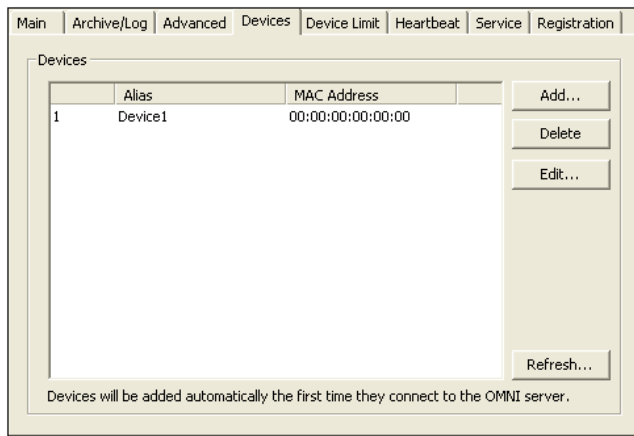 Main Archive/Log Advanced Devices Device Limit Heartbeat Service Registration
Devices
Alias MAC Address
1 Device1 00:00:00:00:00:00
Add...
Delete
Edit...
Refresh...
Devices will be added automatically the first time they connect to the OMNI server.